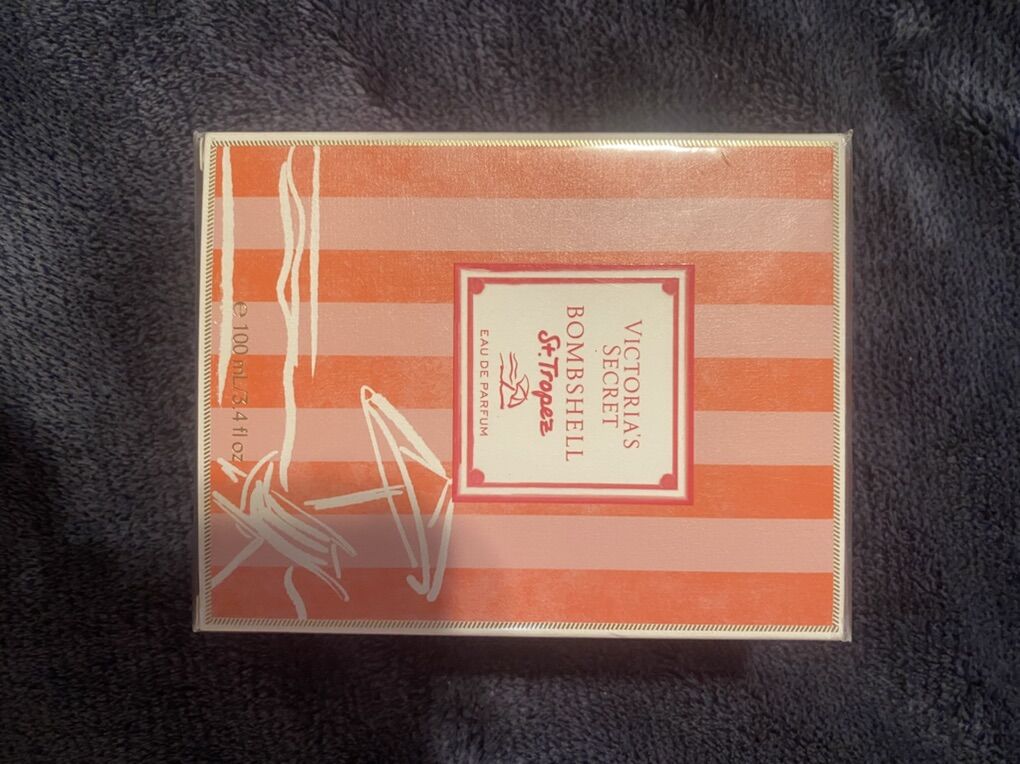 VICTORIA'S
SECRET
BOMBSHELL
St. Tropez
EAU DE PARFUM
e 100 mL/3.4 fl oz